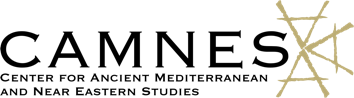 CAMNES
CENTER FOR ANCIENT MEDITERRANEAN
AND NEAR EASTERN STUDIES